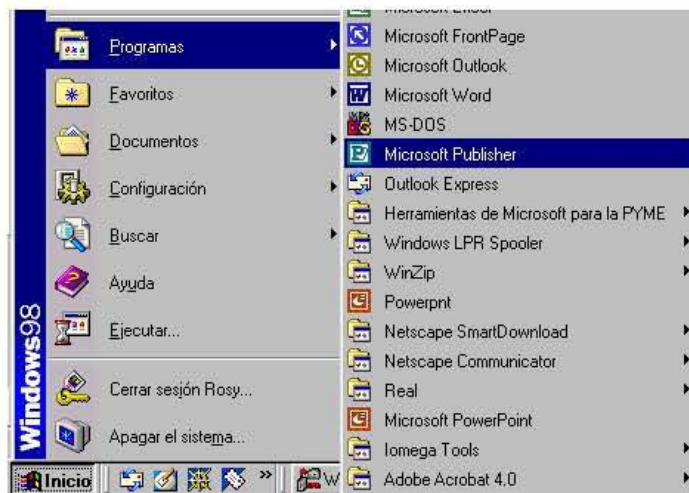 Programas
Favoritos
Documentos
Configuración
Buscar
Ayuda
Ejecutar...
Cerrar sesión Rosy...
Apagar el sistema...
Windows98
Inicio
»
W
Microsoft Excel
Microsoft FrontPage
Microsoft Outlook
Microsoft Word
MS-DOS
Microsoft Publisher
Outlook Express
Herramientas de Microsoft para la PYME
Windows LPR Spooler
WinZip
Powerpnt
Netscape SmartDownload
Netscape Communicator
Real
Microsoft PowerPoint
Iomega Tools
Adobe Acrobat 4.0